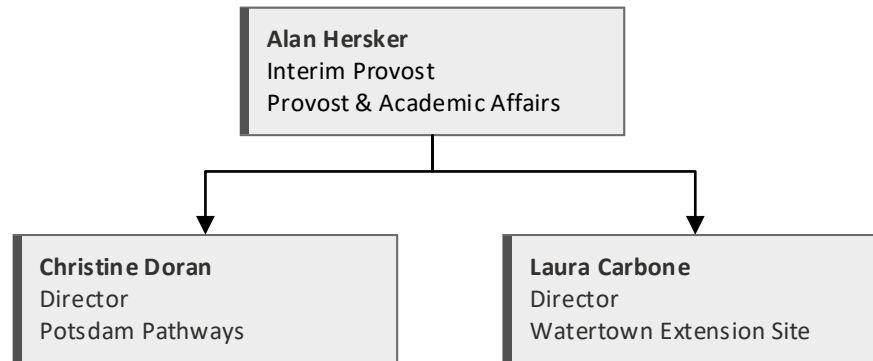 Alan Hersker
Interim Provost
Provost & Academic Affairs
Christine Doran
Director
Potsdam Pathways
Laura Carbone
Director
Watertown Extension Site